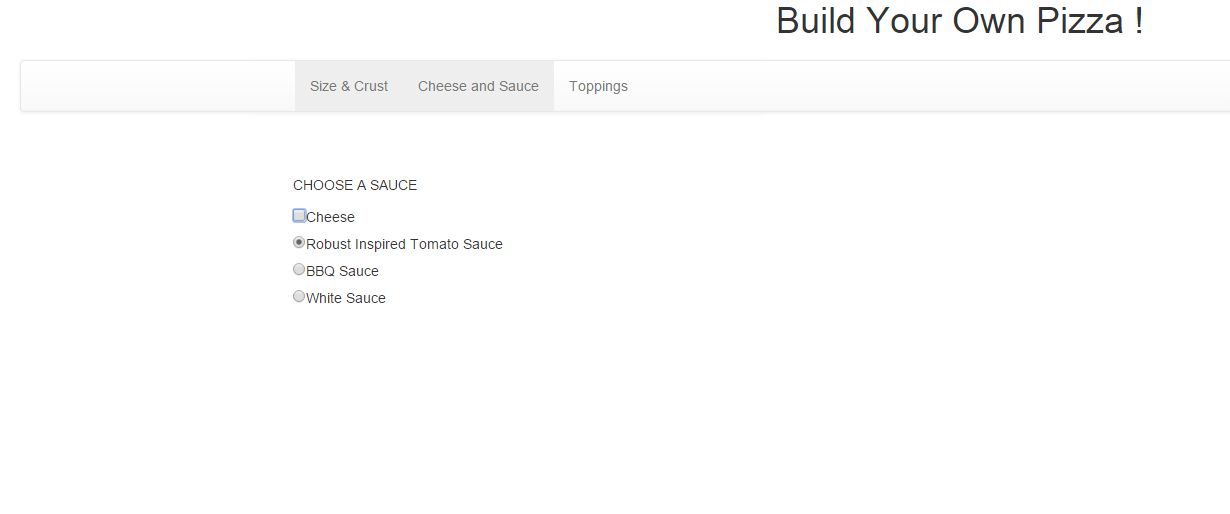 Build Your Own Pizza !
Size & Crust Cheese and Sauce Toppings
CHOOSE A SAUCE
Cheese
Robust Inspired Tomato Sauce
BBQ Sauce
White Sauce